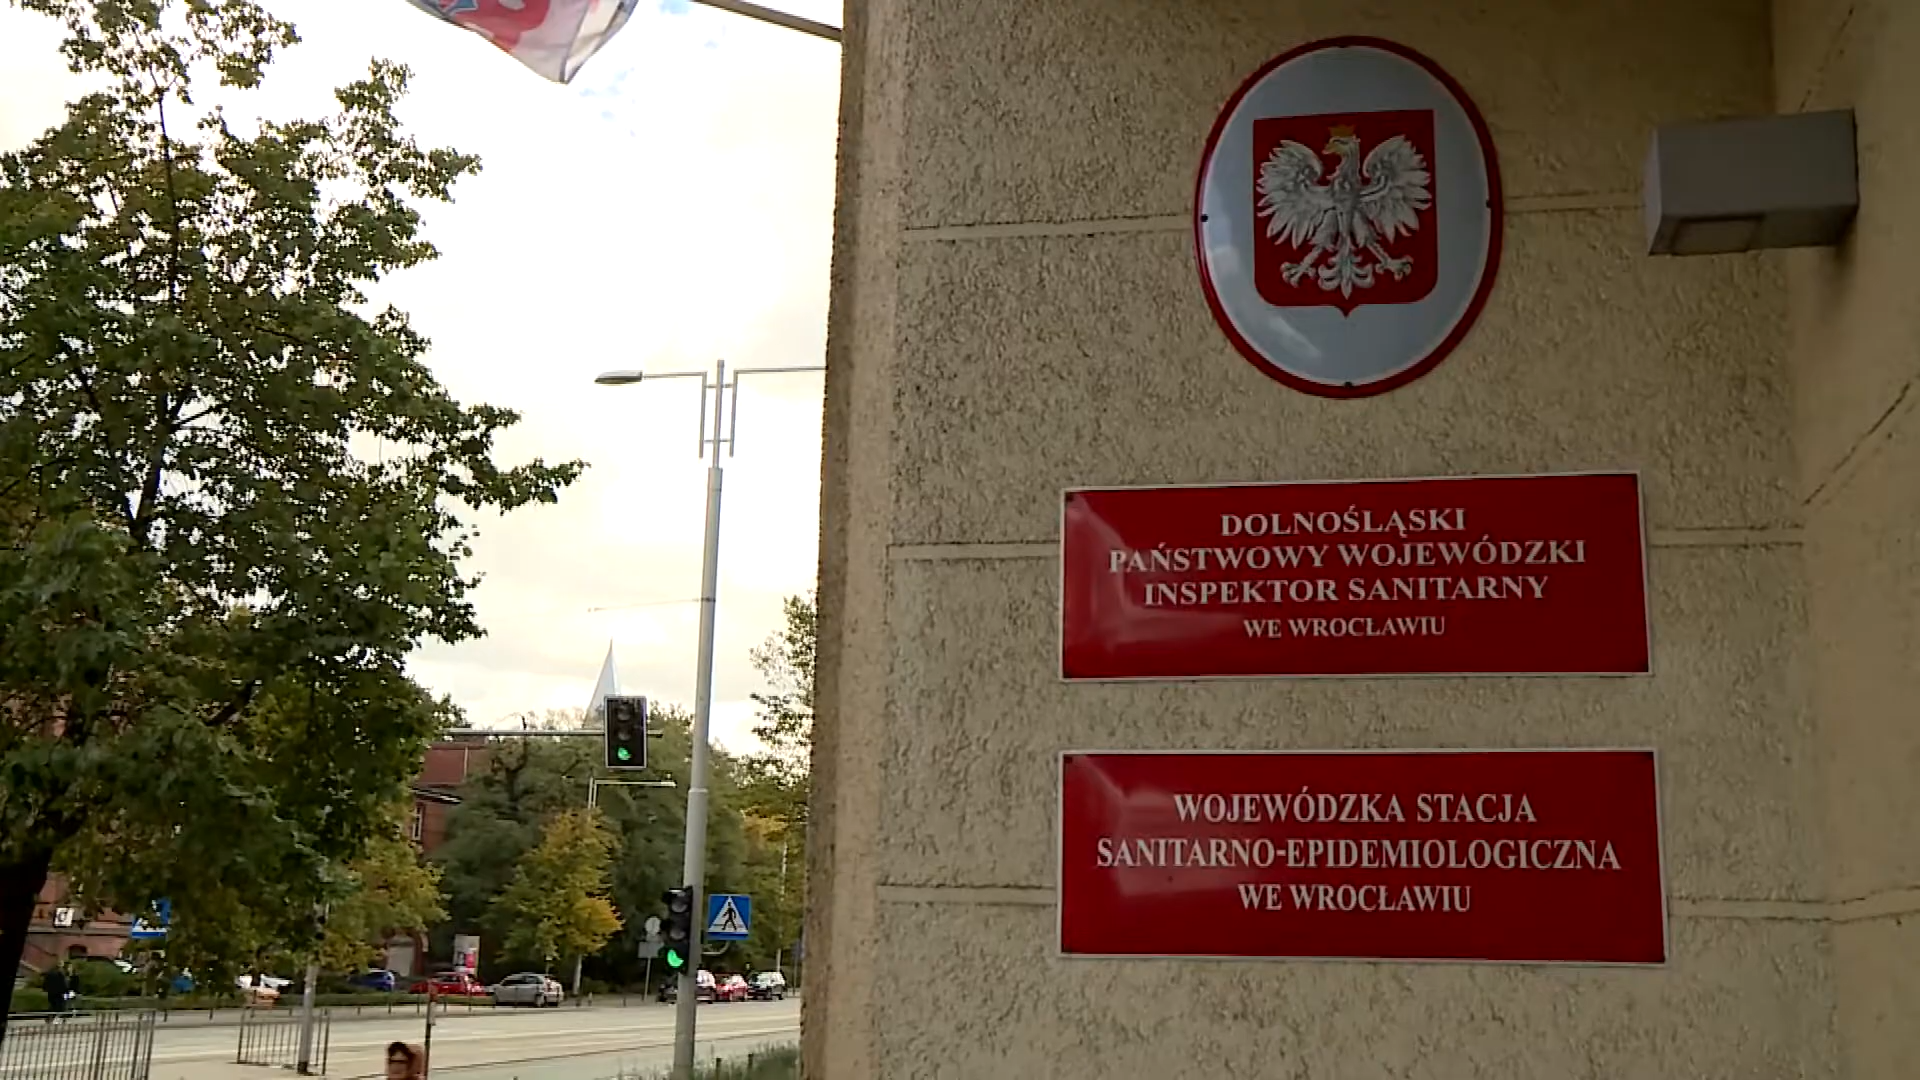 DOLNOŚLĄSKI
PAŃSTWOWY WOJEWÓDZKI
INSPEKTOR SANITARNY
WE WROCŁAWIU
WOJEWÓDZKA STACJA
SANITARNO-EPIDEMIOLOGICZNA
WE WROCŁAWIU